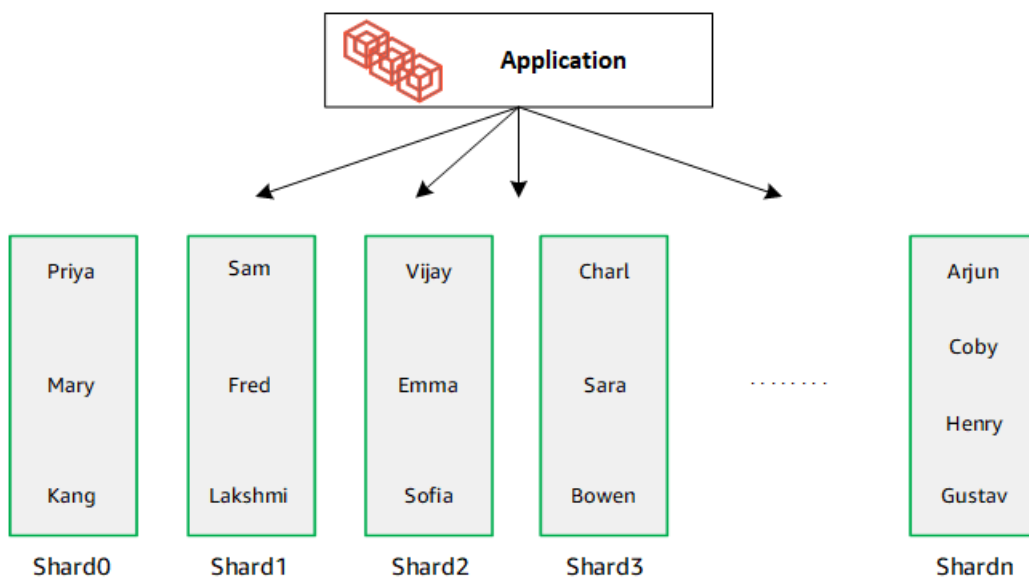 Application
Priya
Mary
Kang
Shard0
Sam
Fred
Lakshmi
Shard1
Vijay
Emma
Sofia
Shard2
Charl
Sara
Bowen
Shard3
........
Arjun
Coby
Henry
Gustav
Shardn